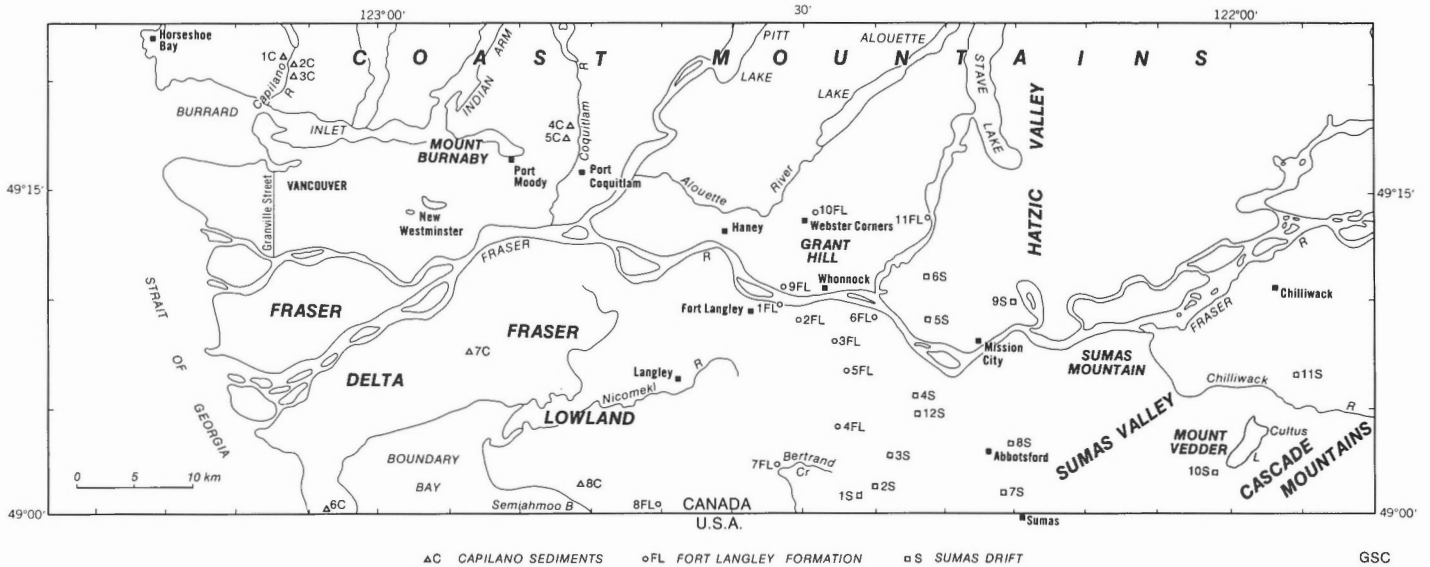 123°00' 30' 122°00'
Horseshoe
Bay
1C 2C
3C
Capilano
R
C O A S T M O U N T A I N S
INDIAN ARM
R
Coquitlam
PITT
LAKE
ALOUETTE
LAKE
STAVE
LAKE
HATZIC VALLEY
BURRARD
INLET
4C
5C
MOUNT
BURNABY
Port
Moody
Port
Coquitlam
49°15' 49°15'
VANCOUVER
Granville Street
New
Westminster
Alouette River
Haney
10FL
Webster Corners
11FL
GRANT
HILL
FRASER R
Whonnock
9FL
6S
9S
Chilliwack
STRAIT OF GEORGIA
FRASER
DELTA
FRASER
LOWLAND
Fort Langley
1FL
2FL
6FL
5S
FRASER R
3FL
Mission
City
SUMAS
MOUNTAIN
7C
Langley
Nicomekl R
5FL
4S
12S
Chilliwack R
11S
4FL
SUMAS VALLEY
MOUNT
VEDDER
Cultus
L
CASCADE
MOUNTAINS
BOUNDARY
BAY
7FL
Bertrand
Cr
3S
8S
Abbotsford
10S
0 5 10 km
8C
1S
2S
7S
6C
Semiahmoo B
8FL
CANADA
U.S.A.
Sumas
49°00' 49°00'
C CAPILANO SEDIMENTS FL FORT LANGLEY FORMATION S SUMAS DRIFT GSC